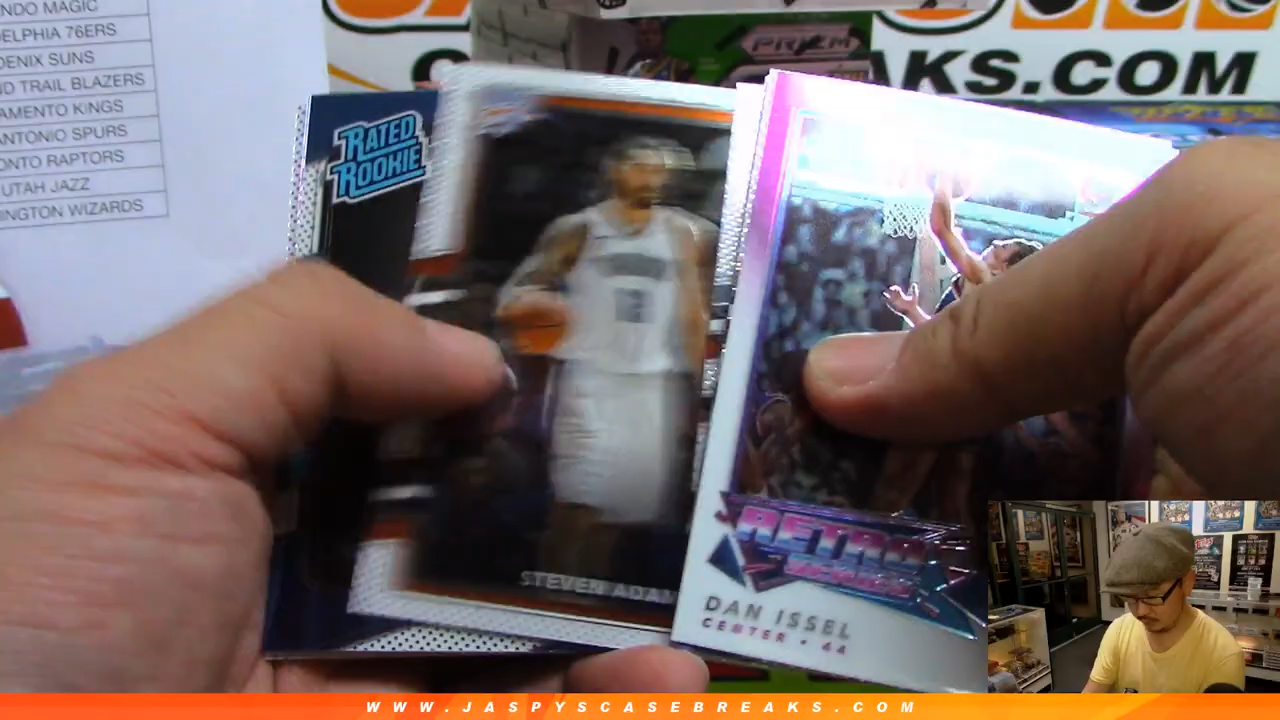 NDO MAGIC
DELPHIA 76ERS
OENIX SUNS
ND TRAIL BLAZERS
AMENTO KINGS
ANTONIO SPURS
ONTO RAPTORS
UTAH JAZZ
INGTON WIZARDS
PRIZM
AKS.COM
RATED
ROOKIE
STEVEN ADAM
RETRO
SERIES
DAN ISSEL
CENTER • 44
WWW.JASPYSCASEBREAKS.COM